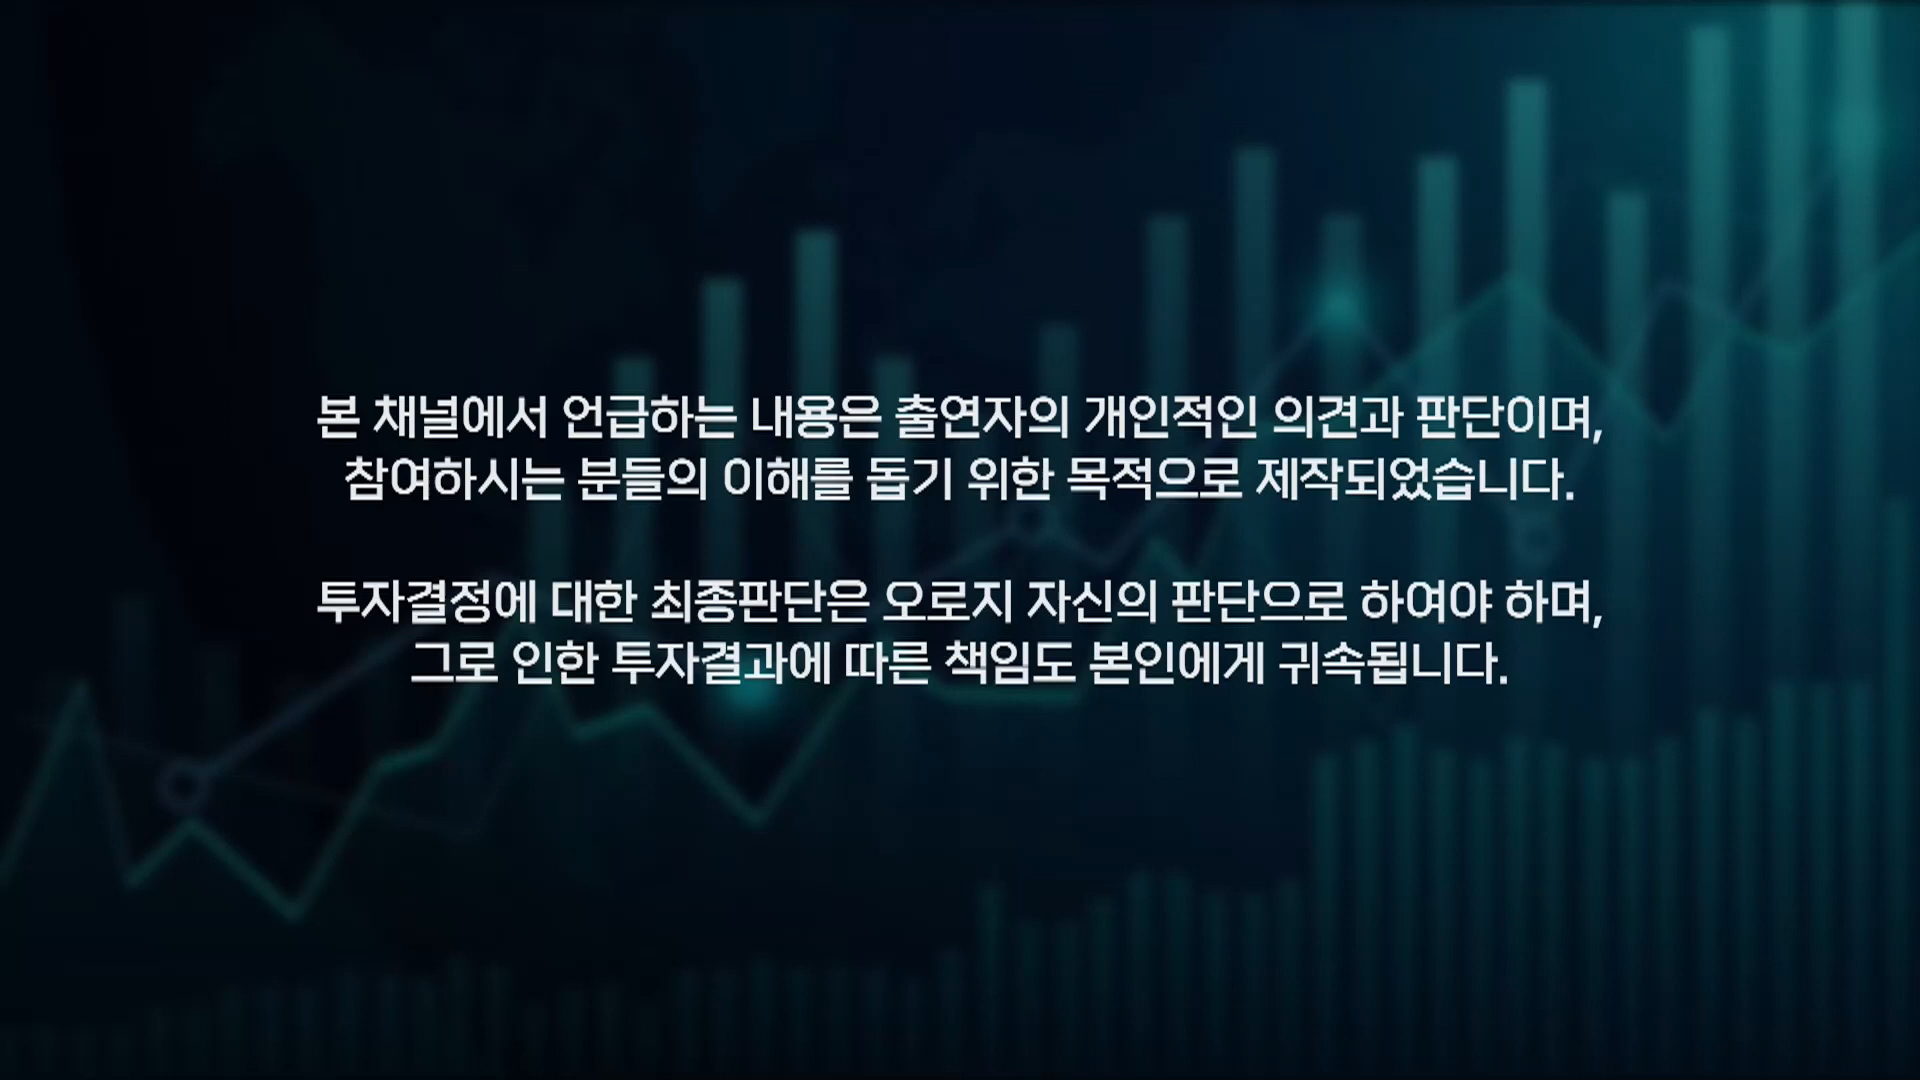 본 채널에서 언급하는 내용은 출연자의 개인적인 의견과 판단이며,
참여하시는 분들의 이해를 돕기 위한 목적으로 제작되었습니다.
투자결정에 대한 최종판단은 오로지 자신의 판단으로 하여야 하며,
그로 인한 투자결과에 따른 책임도 본인에게 귀속됩니다.